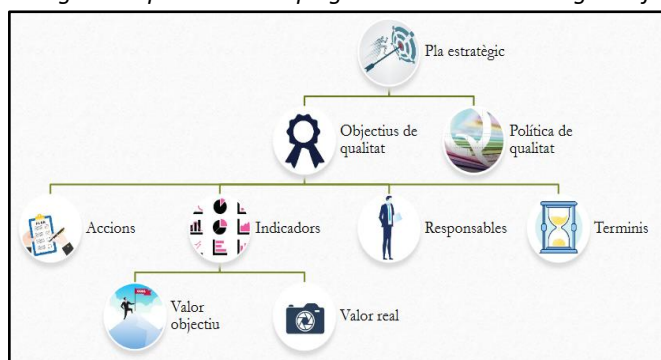 Pla estratègic
Objectius de
qualitat
Política de
qualitat
Accions
Indicadors
Responsables
Terminis
Valor
objectiu
Valor real